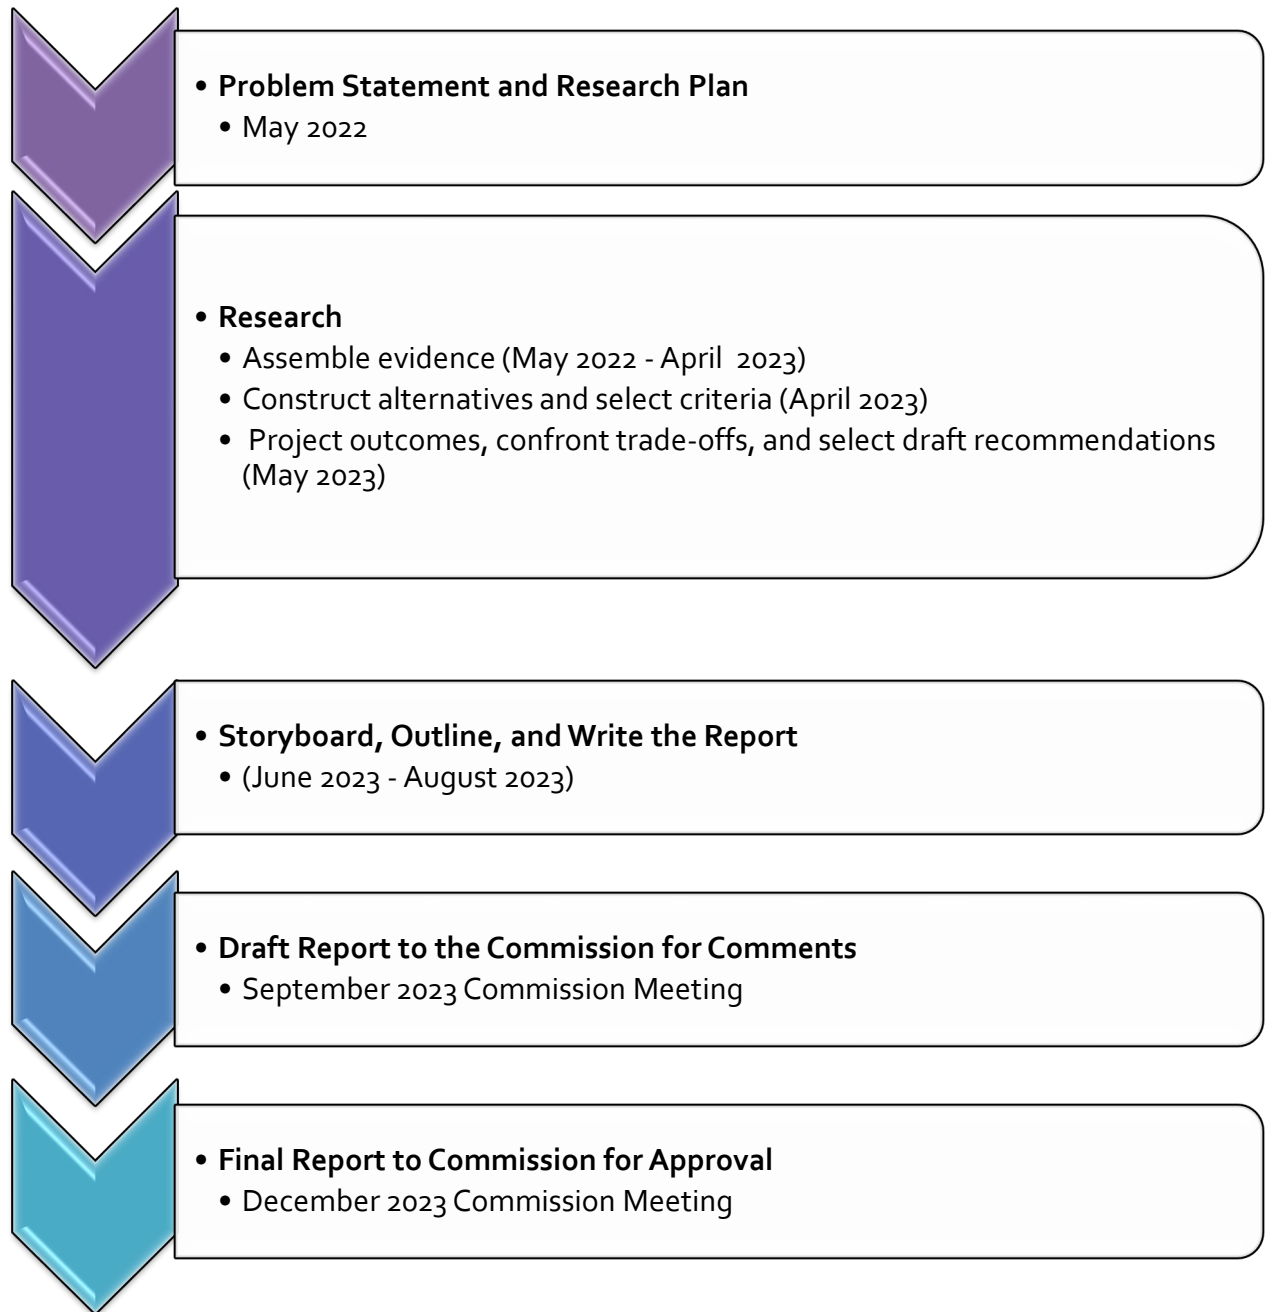 • Problem Statement and Research Plan
• May 2022
• Research
• Assemble evidence (May 2022 - April  2023)
• Construct alternatives and select criteria (April 2023)
•  Project outcomes, confront trade-offs, and select draft recommendations
(May 2023)
• Storyboard, Outline, and Write the Report
• (June 2023 - August 2023)
• Draft Report to the Commission for Comments
• September 2023 Commission Meeting
• Final Report to Commission for Approval
• December 2023 Commission Meeting